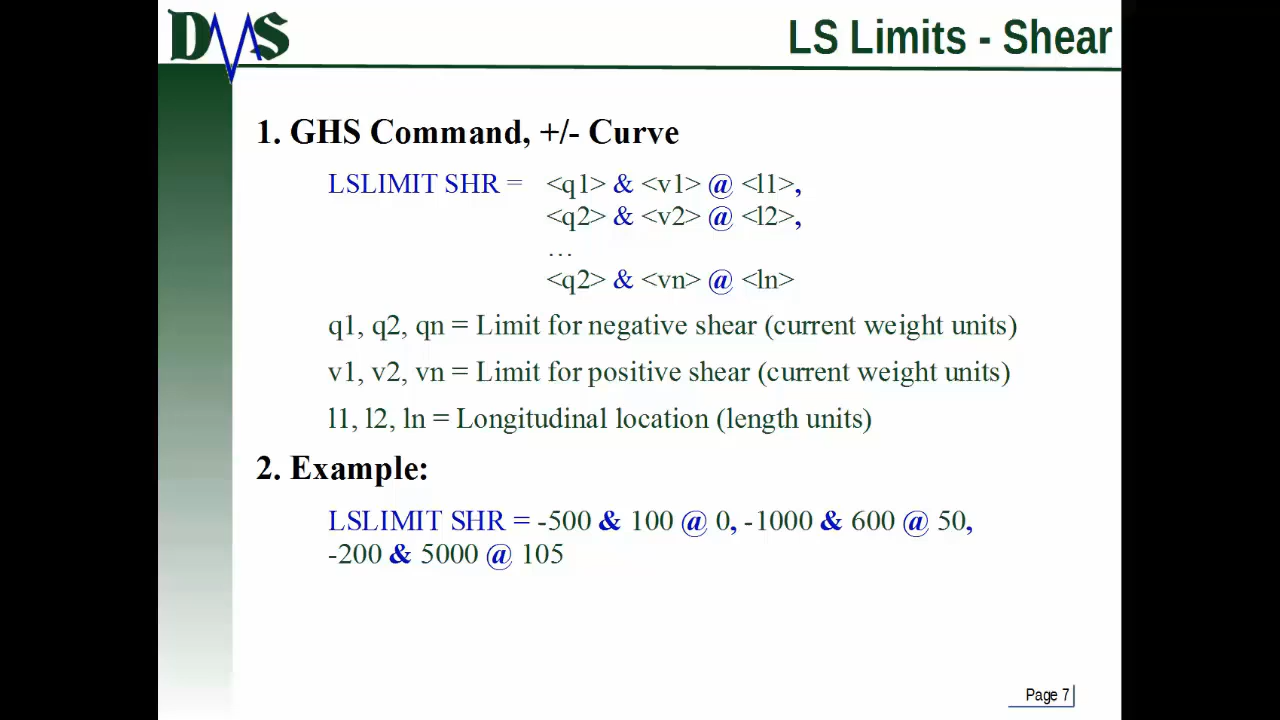 DMS
LS Limits - Shear
1. GHS Command, +/- Curve
LSLIMIT SHR = <q1> & <v1> @ <l1>,
<q2> & <v2> @ <l2>,
…
<q2> & <vn> @ <ln>
q1, q2, qn = Limit for negative shear (current weight units)
v1, v2, vn = Limit for positive shear (current weight units)
l1, l2, ln = Longitudinal location (length units)
2. Example:
LSLIMIT SHR = -500 & 100 @ 0, -1000 & 600 @ 50,
-200 & 5000 @ 105
Page 7